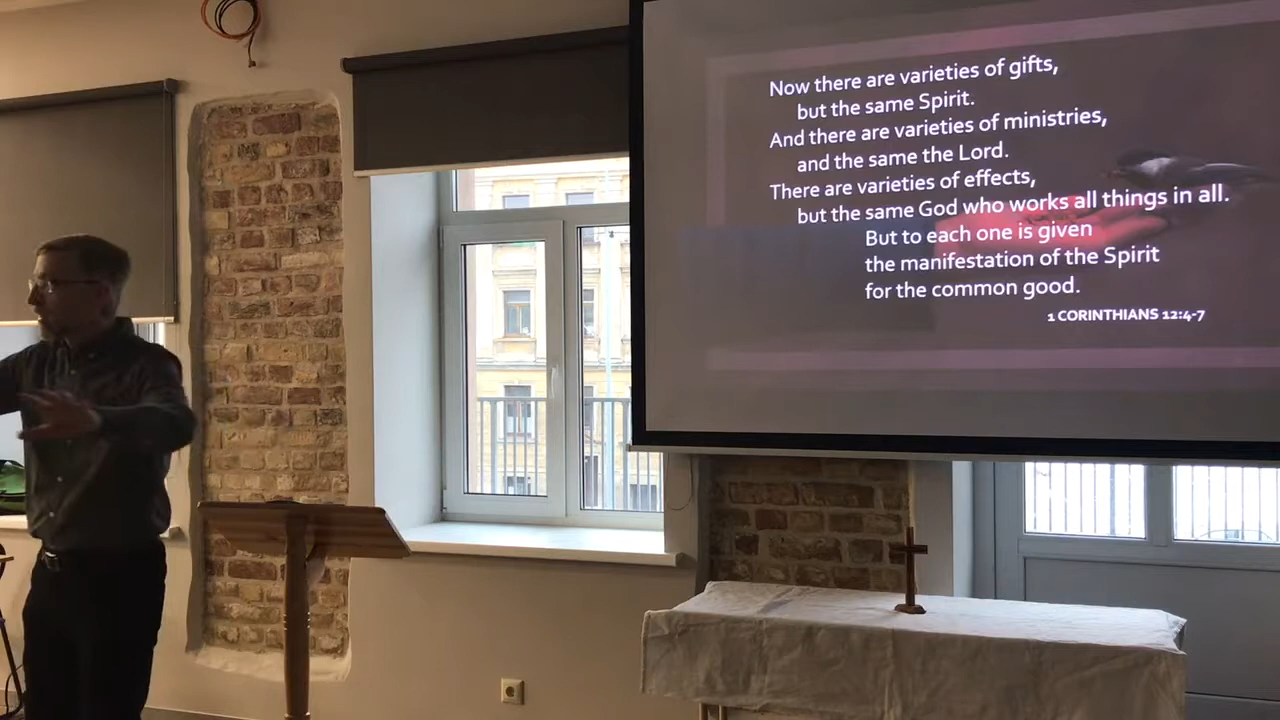 Now there are varieties of gifts,
but the same Spirit.
And there are varieties of ministries,
and the same the Lord.
There are varieties of effects,
but the same God who works all things in all.
But to each one is given
the manifestation of the Spirit
for the common good.
1 CORINTHIANS 12:4-7